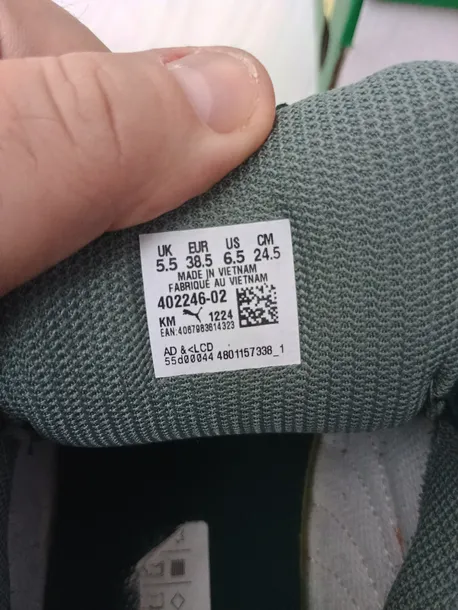 UK EUR US CM
5.5 38.5 6.5 24.5
MADE IN VIETNAM
FABRIQUÉ AU VIETNAM
402246-02
KM 1224
EAN:4067983614323
AD &<LCD
55d00044 4801157338_1